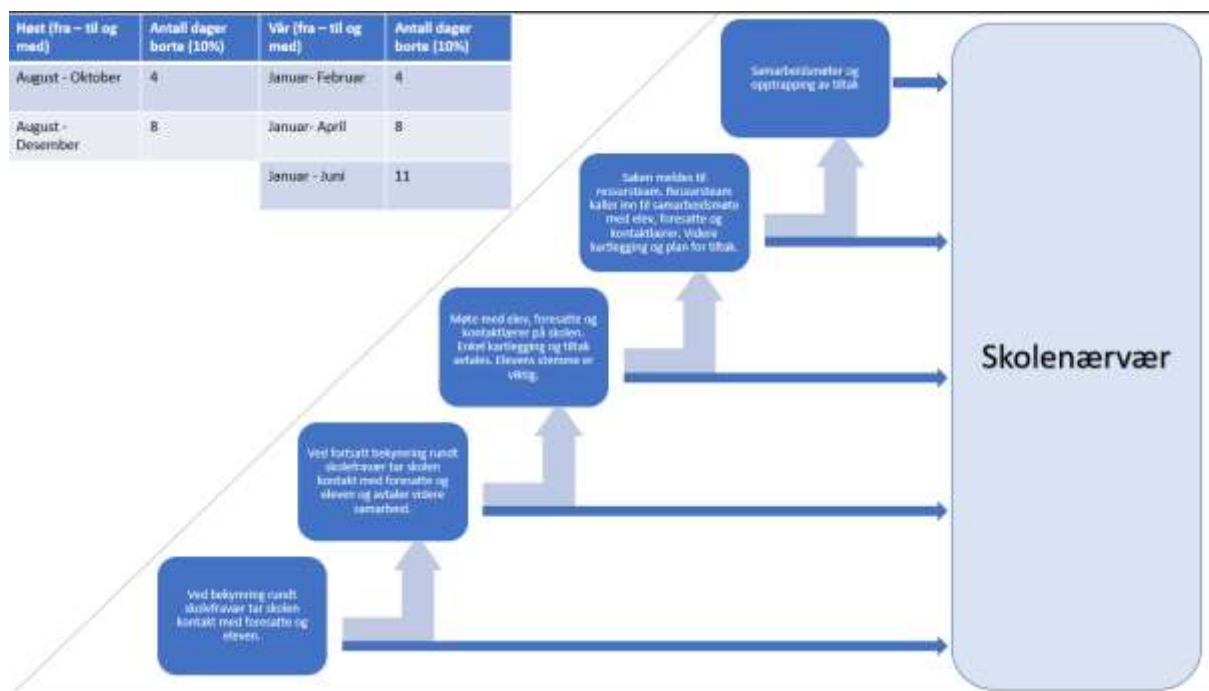 Høst (fra – til og
med)
Antall dager
borte (10%)
Vår (fra – til og
med)
Antall dager
borte (10%)
August - Oktober
4
Januar- Februar
4
August -
Desember
8
Januar- April
8
Januar - Juni
11
Samarbeidsmøter og
opptrapping av tiltak
Saken meldes til
ressursteam. Ressursteam
kaller inn til samarbeidsmøte
med elev, foresatte og
kontaktlærer. Videre
kartlegging og plan for tiltak.
Møte med elev, foresatte og
kontaktlærer på skolen.
Enkel kartlegging og tiltak
avtales. Elevens stemme er
viktig.
Skolenærvær
Ved fortsatt bekymring rundt
skolefravær tar skolen
kontakt med foresatte og
eleven og avtaler videre
samarbeid.
Ved bekymring rundt
skolefravær tar skolen
kontakt med foresatte og
eleven.